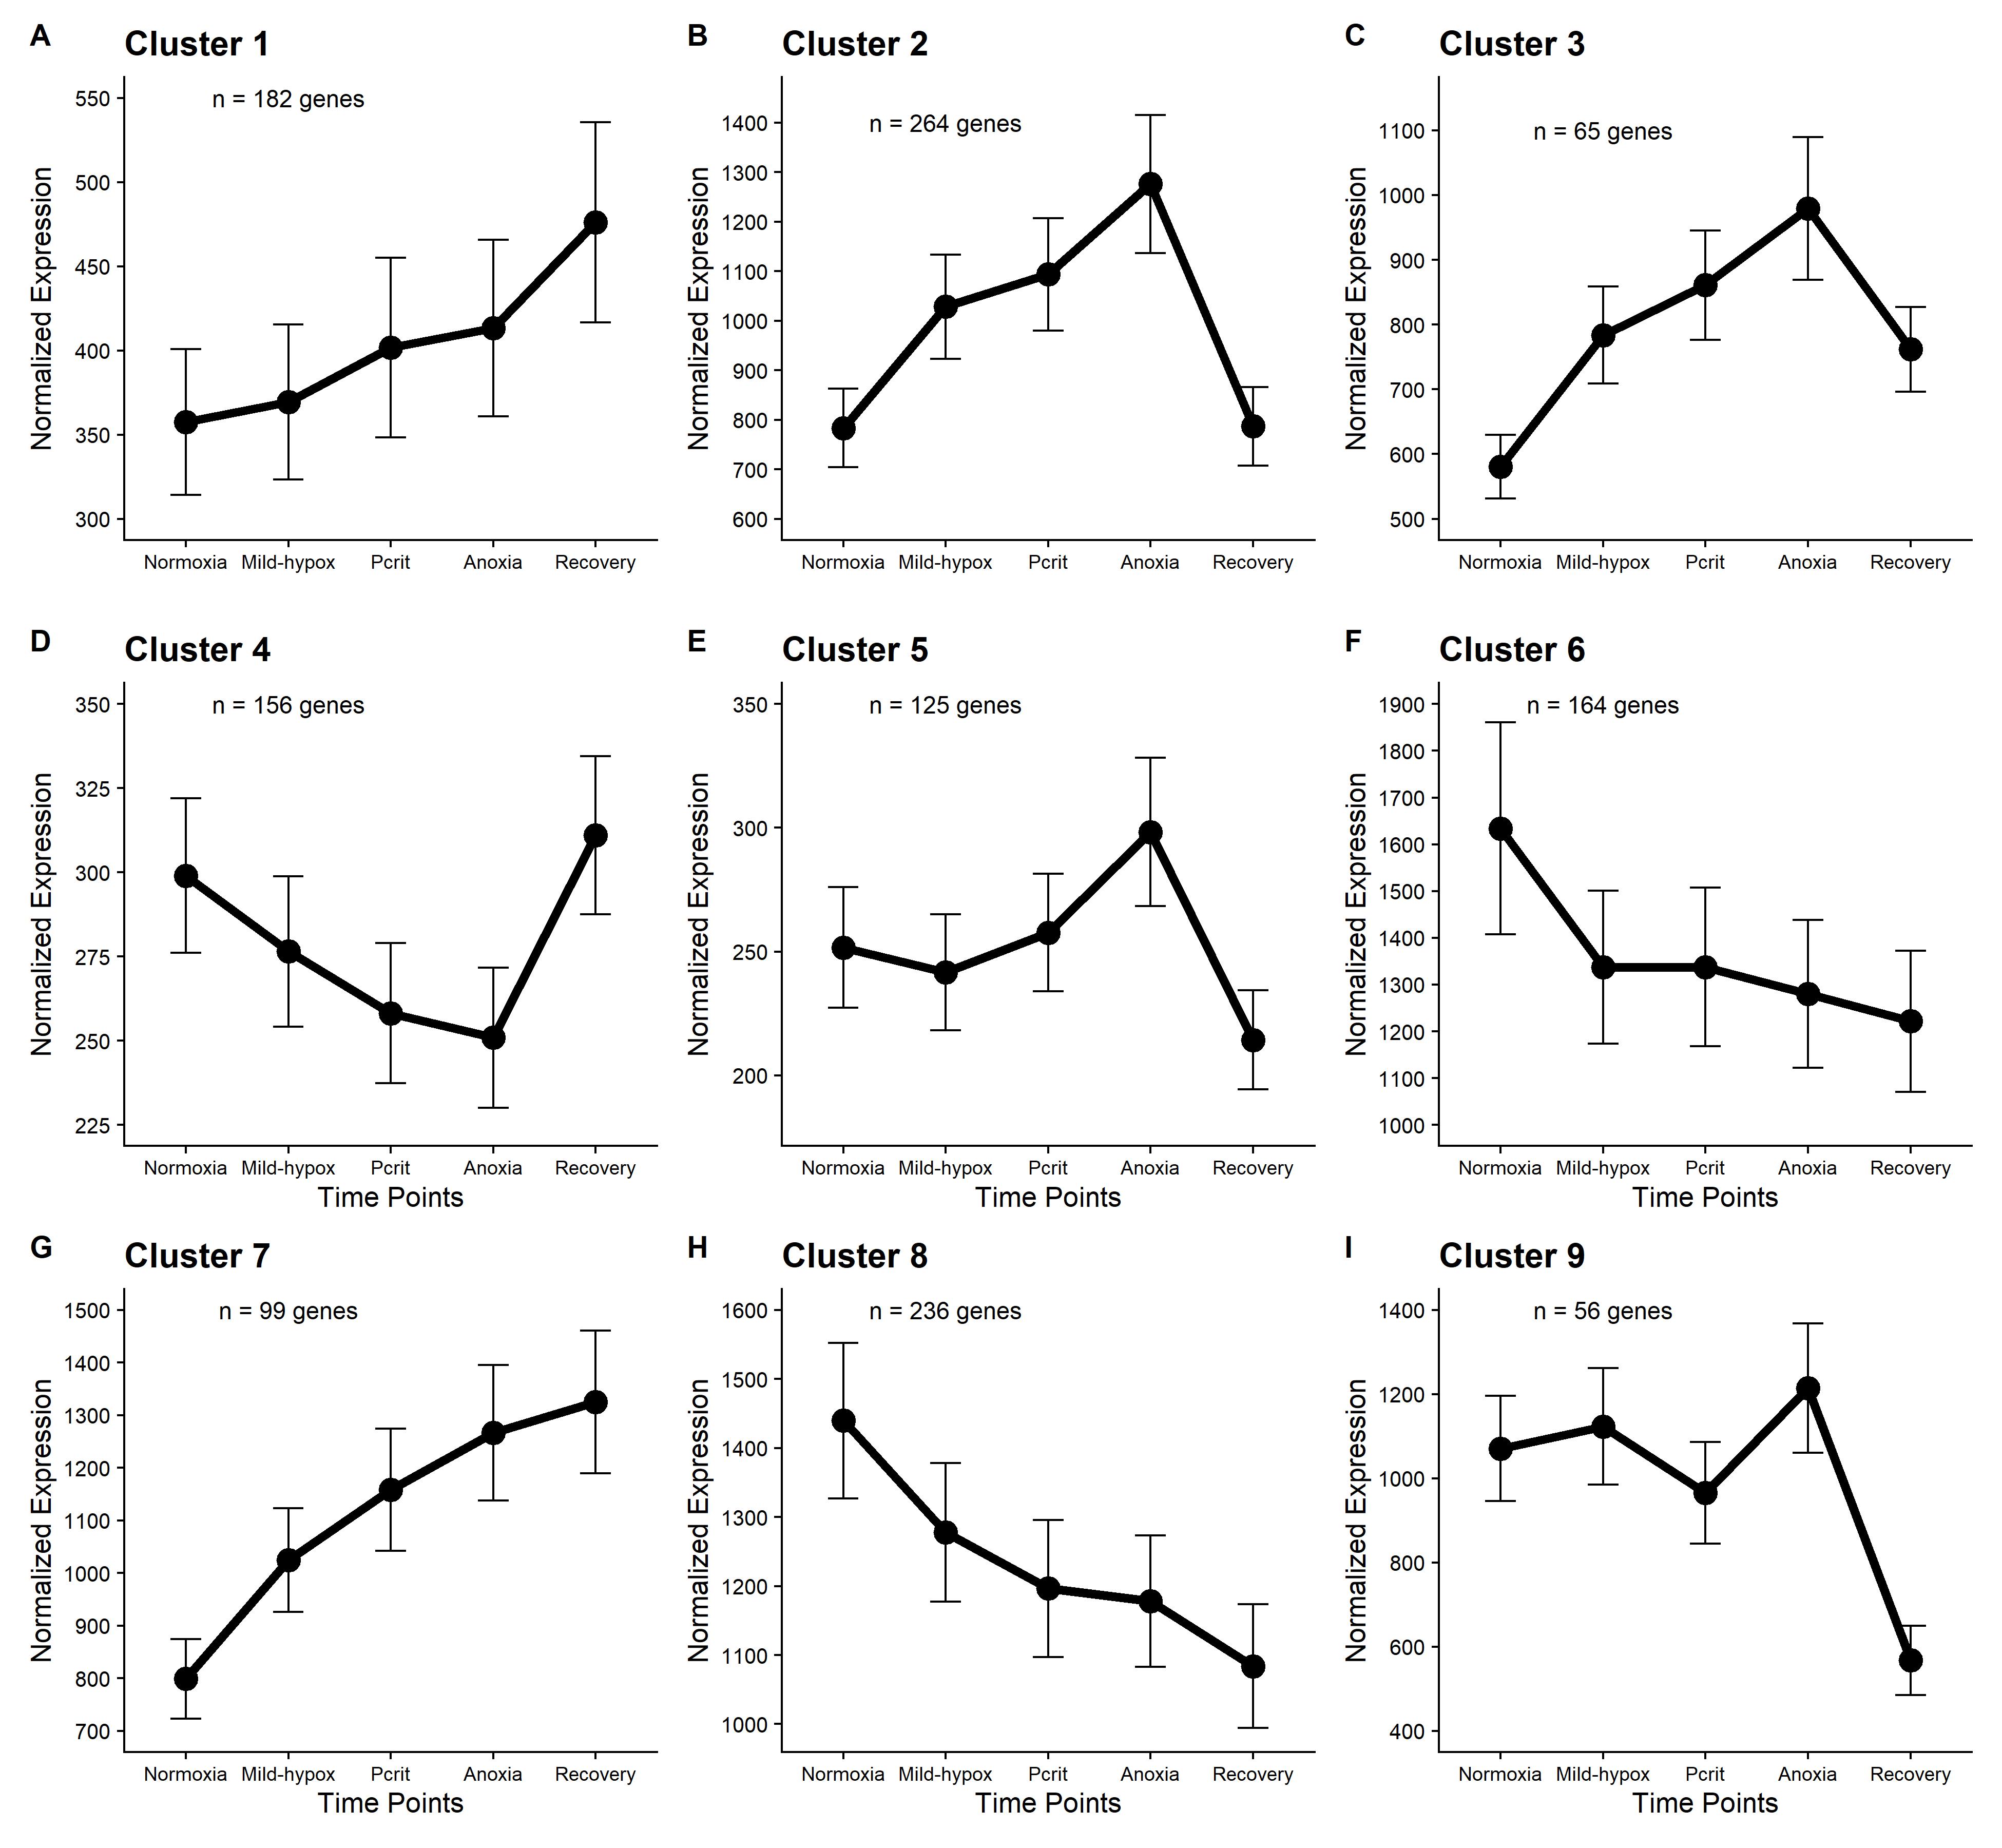 A
Cluster 1
n = 182 genes
Normalized Expression
550
500
450
400
350
300
Normoxia Mild-hypox Pcrit Anoxia Recovery
B
Cluster 2
n = 264 genes
Normalized Expression
1400
1300
1200
1100
1000
900
800
700
600
Normoxia Mild-hypox Pcrit Anoxia Recovery
C
Cluster 3
n = 65 genes
Normalized Expression
1100
1000
900
800
700
600
500
Normoxia Mild-hypox Pcrit Anoxia Recovery
D
Cluster 4
n = 156 genes
Normalized Expression
350
325
300
275
250
225
Normoxia Mild-hypox Pcrit Anoxia Recovery
Time Points
E
Cluster 5
n = 125 genes
Normalized Expression
350
300
250
200
Normoxia Mild-hypox Pcrit Anoxia Recovery
Time Points
F
Cluster 6
n = 164 genes
Normalized Expression
1900
1800
1700
1600
1500
1400
1300
1200
1100
1000
Normoxia Mild-hypox Pcrit Anoxia Recovery
Time Points
G
Cluster 7
n = 99 genes
Normalized Expression
1500
1400
1300
1200
1100
1000
900
800
700
Normoxia Mild-hypox Pcrit Anoxia Recovery
Time Points
H
Cluster 8
n = 236 genes
Normalized Expression
1600
1500
1400
1300
1200
1100
1000
Normoxia Mild-hypox Pcrit Anoxia Recovery
Time Points
I
Cluster 9
n = 56 genes
Normalized Expression
1400
1200
1000
800
600
400
Normoxia Mild-hypox Pcrit Anoxia Recovery
Time Points